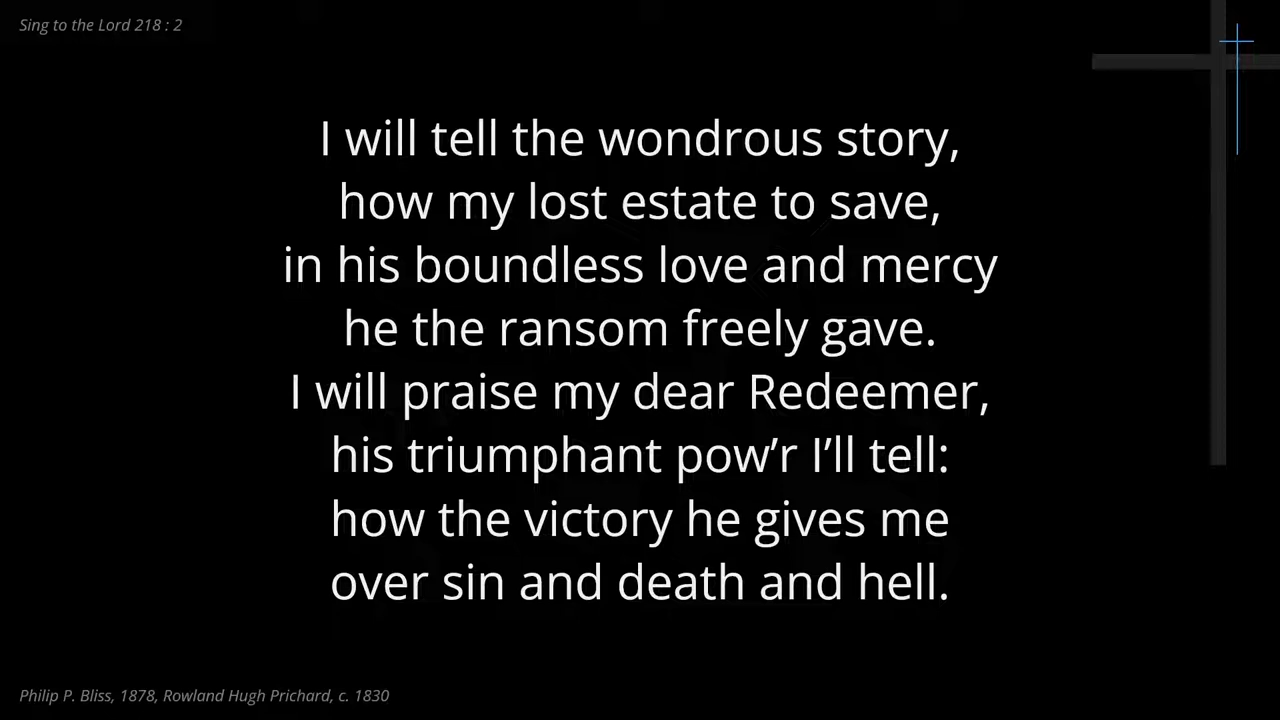 Sing to the Lord 218 : 2
I will tell the wondrous story,
how my lost estate to save,
in his boundless love and mercy
he the ransom freely gave.
I will praise my dear Redeemer,
his triumphant pow’r I’ll tell:
how the victory he gives me
over sin and death and hell.
Philip P. Bliss, 1878, Rowland Hugh Prichard, c. 1830